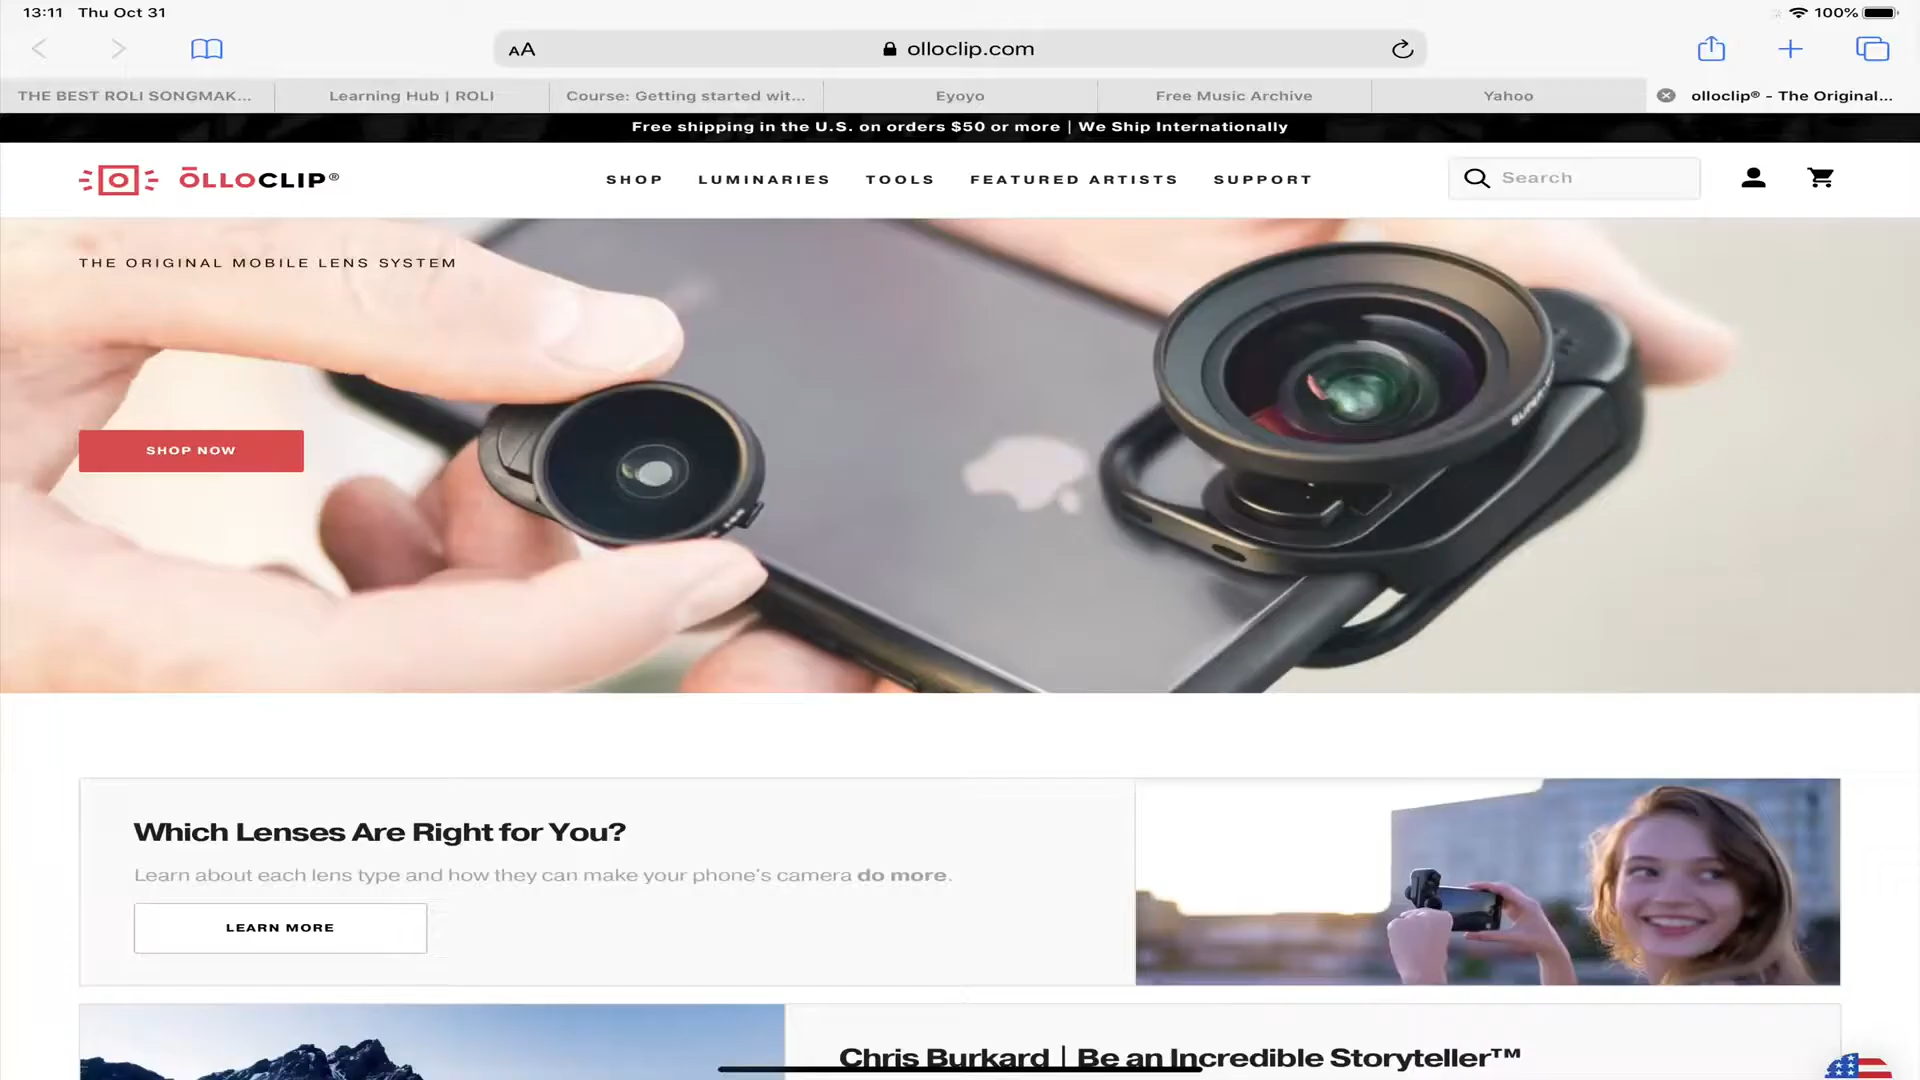 13:11 Thu Oct 31
100%
AA
olloclip.com
THE BEST ROLI SONGMAK...
Learning Hub | ROLI
Course: Getting started wit...
Eyoyo
Free Music Archive
Yahoo
olloclip® - The Original...
Free shipping in the U.S. on orders $50 or more | We Ship Internationally
ōLLOCLIP®
SHOP
LUMINARIES
TOOLS
FEATURED ARTISTS
SUPPORT
Search
THE ORIGINAL MOBILE LENS SYSTEM
SHOP NOW
Which Lenses Are Right for You?
Learn about each lens type and how they can make your phone's camera do more.
LEARN MORE
Chris Burkard | Be an Incredible Storyteller™